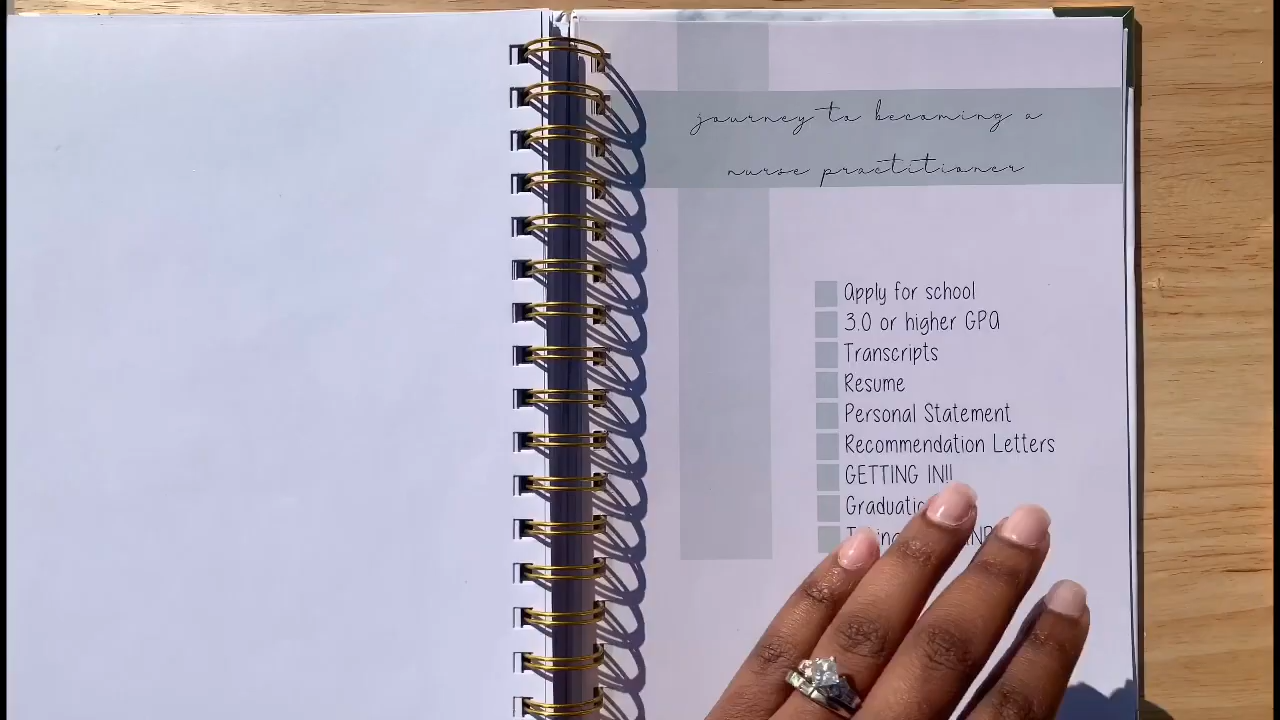 journey to becoming a
nurse practitioner
Apply for school
3.0 or higher GPA
Transcripts
Resume
Personal Statement
Recommendation Letters
GETTING IN!!